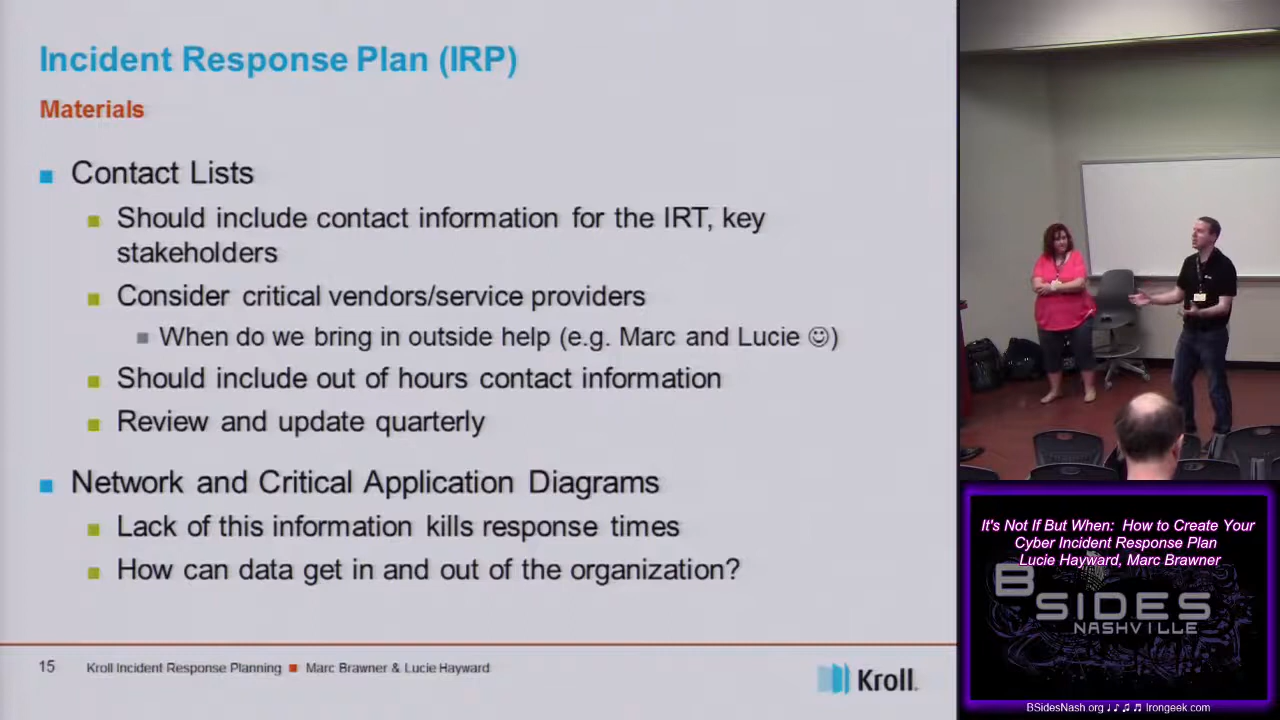 Incident Response Plan (IRP)
Materials
Contact Lists
Should include contact information for the IRT, key
stakeholders
Consider critical vendors/service providers
When do we bring in outside help (e.g. Marc and Lucie ☺)
Should include out of hours contact information
Review and update quarterly
Network and Critical Application Diagrams
Lack of this information kills response times
How can data get in and out of the organization?
15
Kroll Incident Response Planning ■ Marc Brawner & Lucie Hayward
Kroll.
It's Not If But When: How to Create Your
Cyber Incident Response Plan
Lucie Hayward, Marc Brawner
BSIDES
NASHVILLE
BSidesNash.org ♩♪♫♬ Irongeek.com